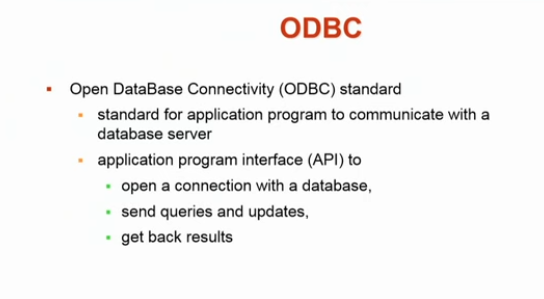 ODBC
Open DataBase Connectivity (ODBC) standard
standard for application program to communicate with a
database server
application program interface (API) to
open a connection with a database,
send queries and updates,
get back results